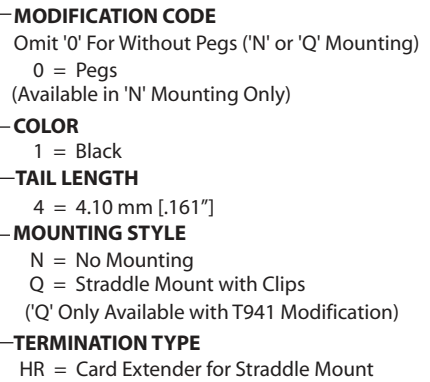 MODIFICATION CODE
Omit '0' For Without Pegs ('N' or 'Q' Mounting)
0 = Pegs
(Available in 'N' Mounting Only)
COLOR
1 = Black
TAIL LENGTH
4 = 4.10 mm [.161″]
MOUNTING STYLE
N = No Mounting
Q = Straddle Mount with Clips
('Q' Only Available with T941 Modification)
TERMINATION TYPE
HR = Card Extender for Straddle Mount